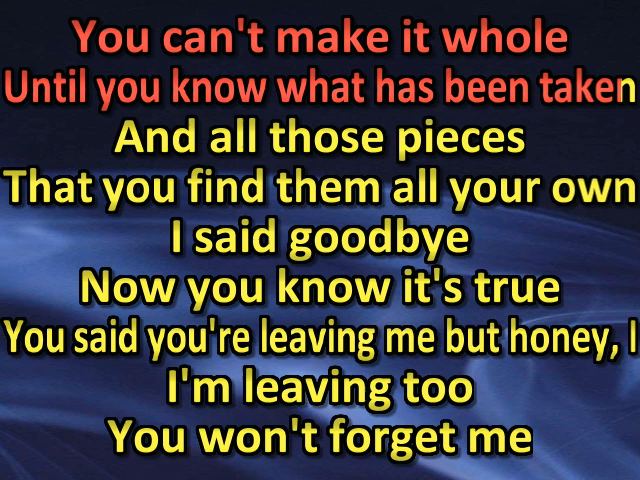 You can't make it whole
Until you know what has been taken
And all those pieces
That you find them all your own
I said goodbye
Now you know it's true
You said you're leaving me but honey, I
I'm leaving too
You won't forget me